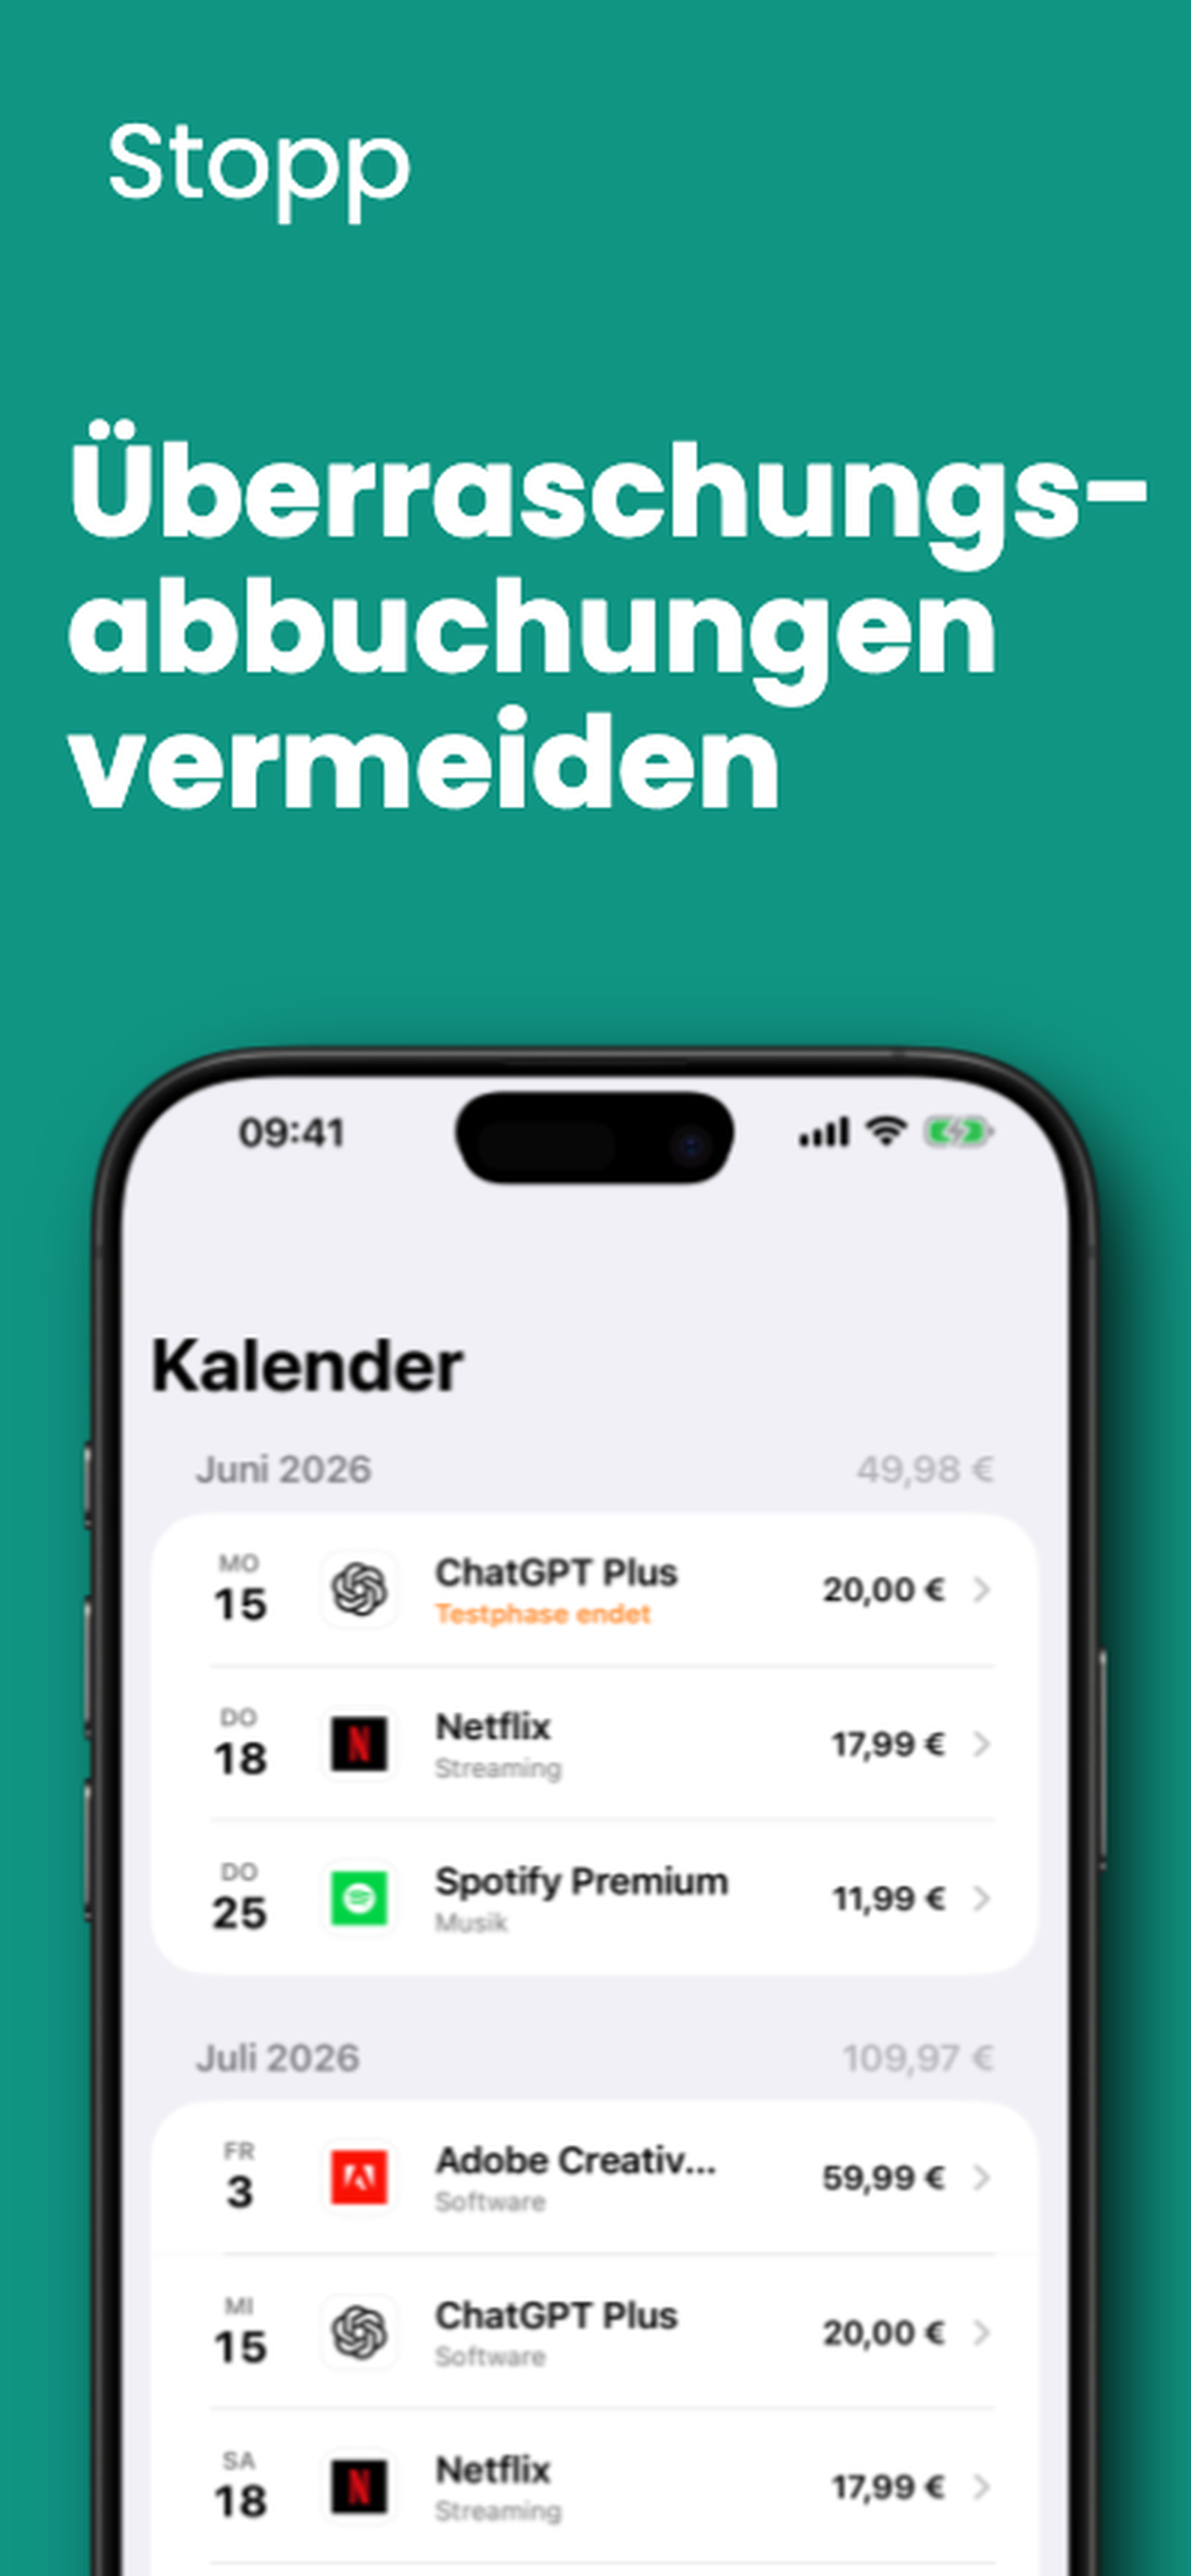 Stopp
Überraschungs-
abbuchungen
vermeiden
09:41
Kalender
Juni 2026 49,98 €
MO
15
ChatGPT Plus
Testphase endet
20,00 €
DO
18
N
Netflix
Streaming
17,99 €
DO
25
Spotify Premium
Musik
11,99 €
Juli 2026 109,97 €
FR
3
Adobe Creativ...
Software
59,99 €
MI
15
ChatGPT Plus
Software
20,00 €
SA
18
N
Netflix
Streaming
17,99 €